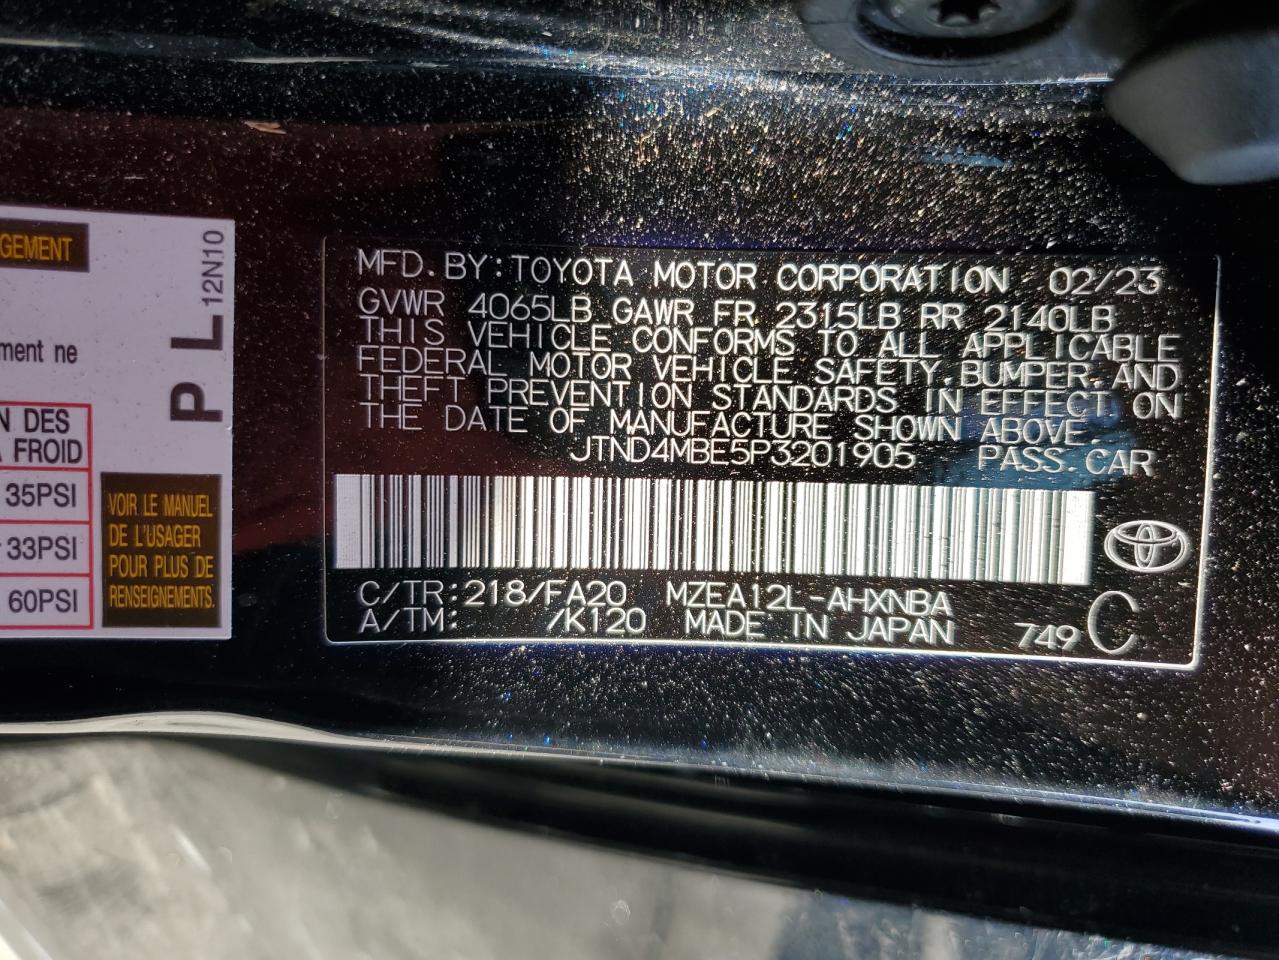 GEMENT
ment ne
N DES
A FROID
35PSI
33PSI
60PSI
P L 12N10
VOIR LE MANUEL
DE L'USAGER
POUR PLUS DE
RENSEIGNEMENTS.
MFD.BY:TOYOTA MOTOR CORPORATION 02/23
GVWR 4065LB GAWR FR 2315LB RR 2140LB
THIS VEHICLE CONFORMS TO ALL APPLICABLE
FEDERAL MOTOR VEHICLE SAFETY,BUMPER,AND
THEFT PREVENTION STANDARDS IN EFFECT ON
THE DATE OF MANUFACTURE SHOWN ABOVE.
JTND4MBE5P3201905 PASS.CAR
C/TR:218/FA20 MZEA12L-AHXNBA
A/TM: /K120 MADE IN JAPAN 749 C